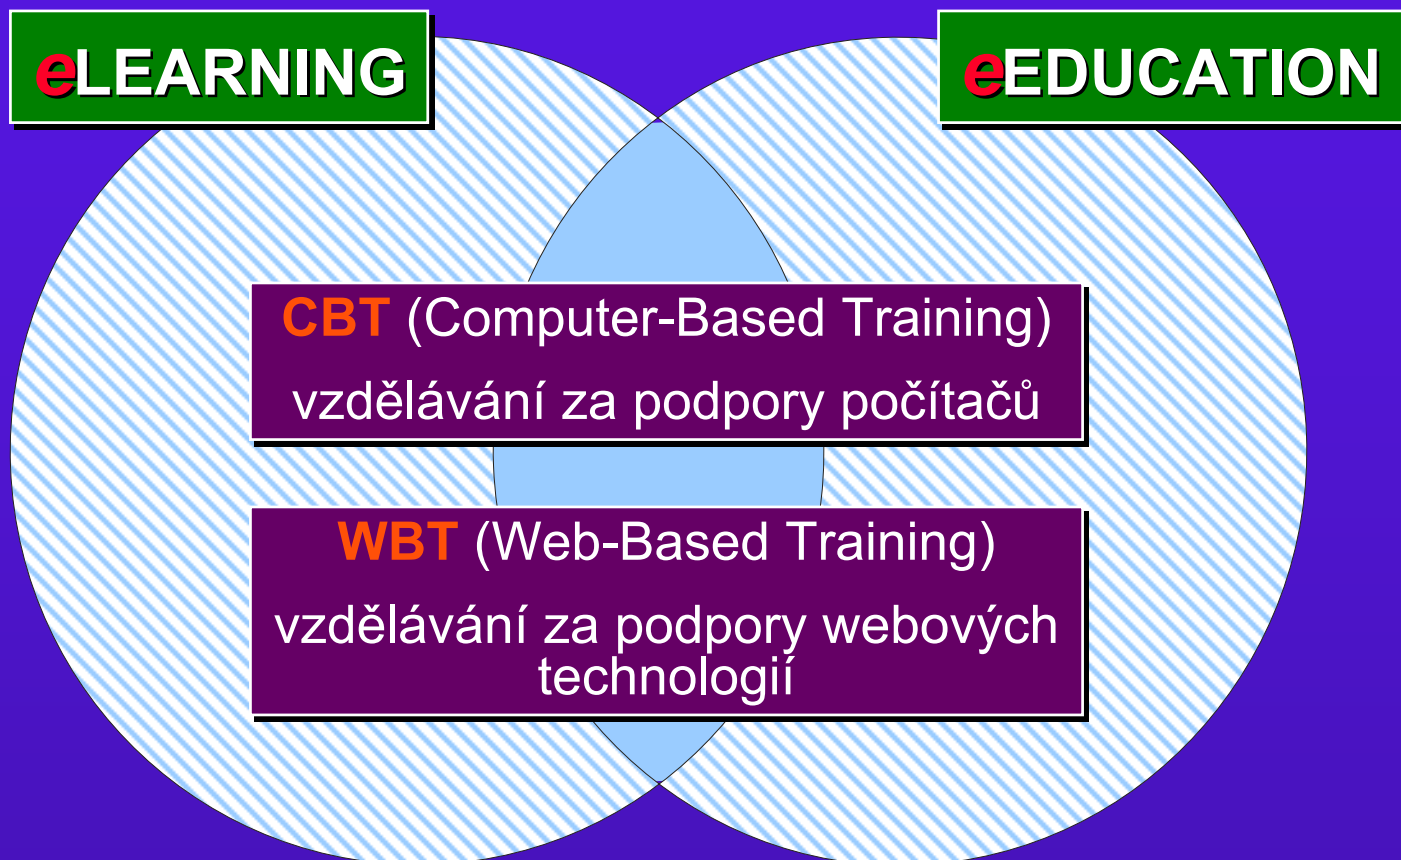 eLEARNING
eEDUCATION
CBT (Computer-Based Training)
vzdělávání za podpory počítačů
WBT (Web-Based Training)
vzdělávání za podpory webových
technologií